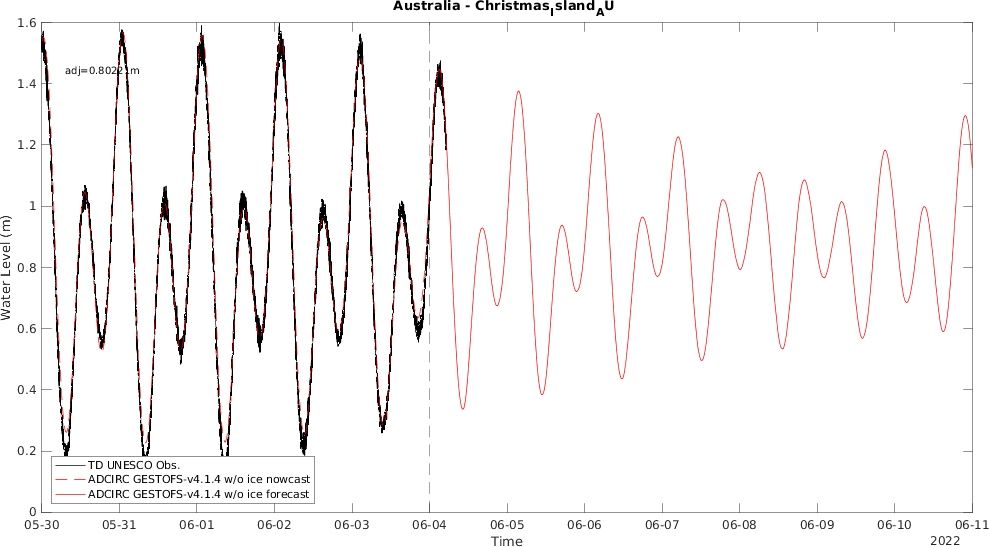 Australia - Christmas_Island_AU
1.6
1.4
1.2
1
0.8
0.6
0.4
0.2
0
Water Level (m)
adj=0.80221m
TD UNESCO Obs.
ADCIRC GESTOFS-v4.1.4 w/o ice nowcast
ADCIRC GESTOFS-v4.1.4 w/o ice forecast
05-30 05-31 06-01 06-02 06-03 06-04 06-05 06-06 06-07 06-08 06-09 06-10 06-11
Time
2022